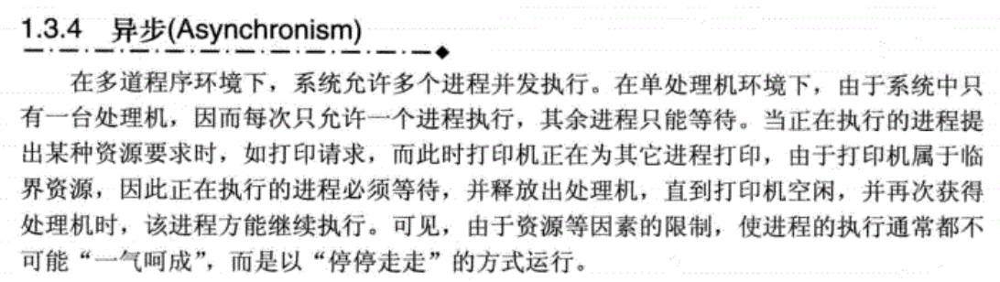 1.3.4 异步(Asynchronism)
在多道程序环境下，系统允许多个进程并发执行。在单处理机环境下，由于系统中只
有一台处理机，因而每次只允许一个进程执行，其余进程只能等待。当正在执行的进程提
出某种资源要求时，如打印请求，而此时打印机正在为其它进程打印，由于打印机属于临
界资源，因此正在执行的进程必须等待，并释放出处理机，直到打印机空闲，并再次获得
处理机时，该进程方能继续执行。可见，由于资源等因素的限制，使进程的执行通常都不
可能“一气呵成”，而是以“停停走走”的方式运行。